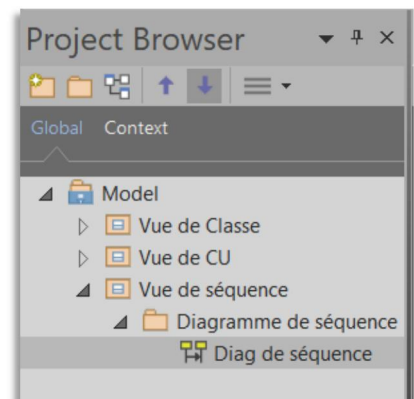 Project Browser
Global Context
Model
Vue de Classe
Vue de CU
Vue de séquence
Diagramme de séquence
Diag de séquence